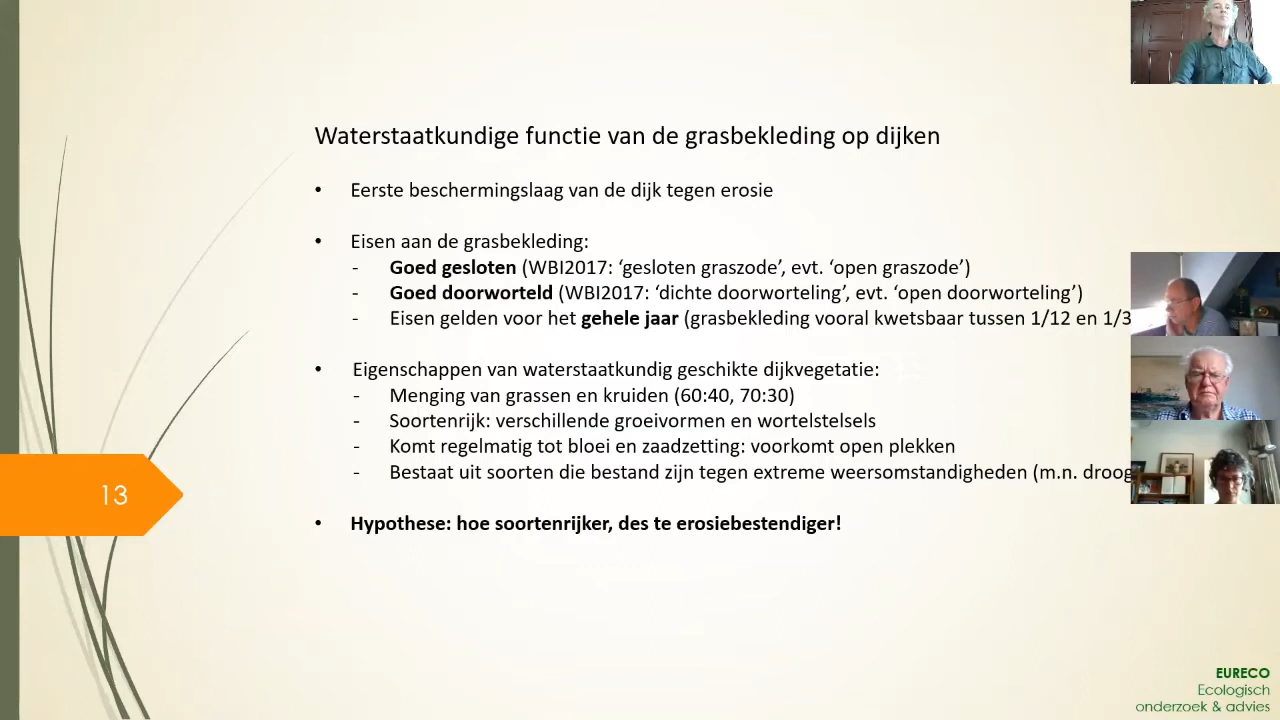 Waterstaatkundige functie van de grasbekleding op dijken
• Eerste beschermingslaag van de dijk tegen erosie
• Eisen aan de grasbekleding:
- Goed gesloten (WBI2017: ‘gesloten graszode’, evt. ‘open graszode’)
- Goed doorworteld (WBI2017: ‘dichte doorworteling’, evt. ‘open doorworteling’)
- Eisen gelden voor het gehele jaar (grasbekleding vooral kwetsbaar tussen 1/12 en 1/3
• Eigenschappen van waterstaatkundig geschikte dijkvegetatie:
- Menging van grassen en kruiden (60:40, 70:30)
- Soortenrijk: verschillende groeivormen en wortelstelsels
- Komt regelmatig tot bloei en zaadzetting: voorkomt open plekken
- Bestaat uit soorten die bestand zijn tegen extreme weersomstandigheden (m.n. droog
13
• Hypothese: hoe soortenrijker, des te erosiebestendiger!
EURECO
Ecologisch
onderzoek & advies